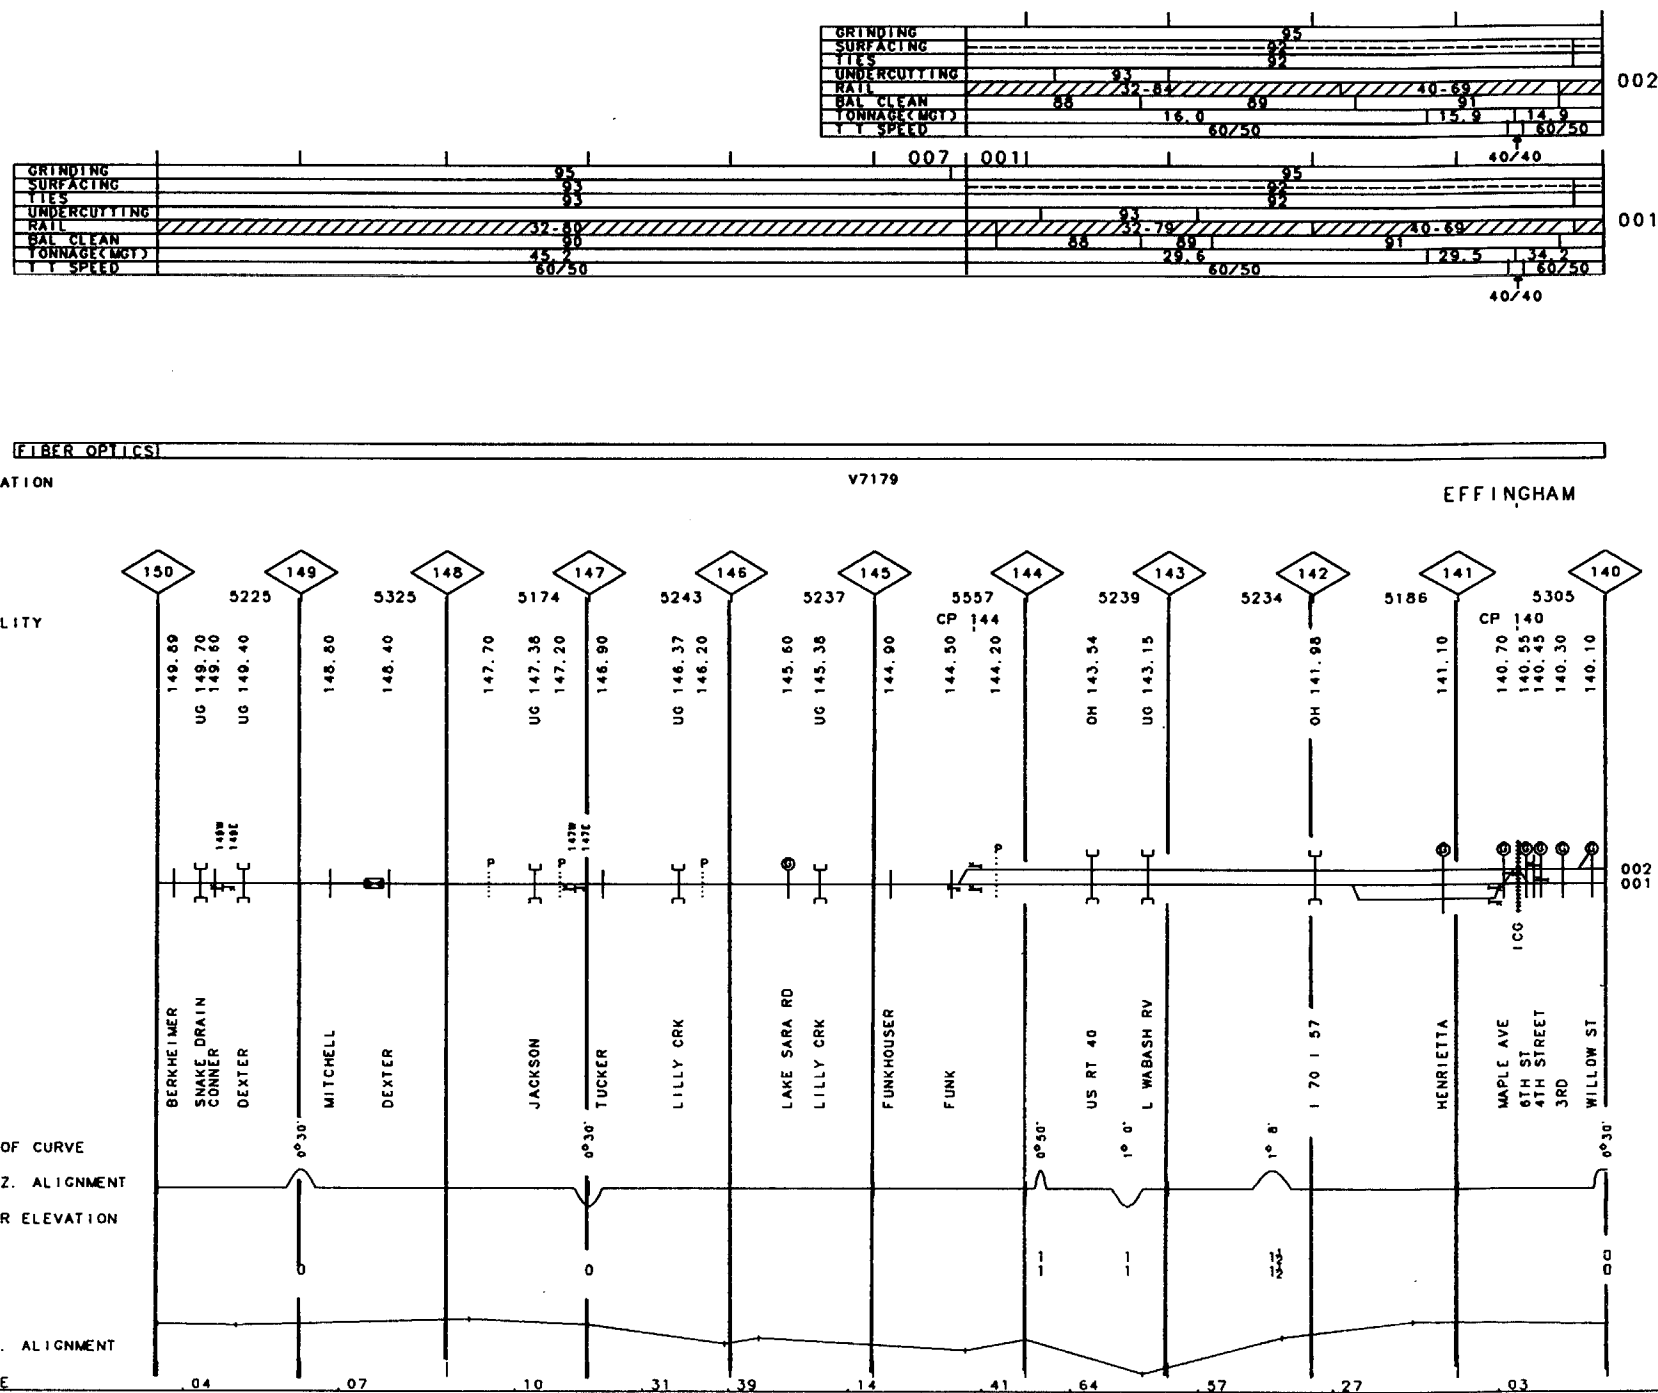 GRINDING 95
SURFACING 92
TIES 92
UNDERCUTTING 93
RAIL 32-84 40-69
BAL CLEAN 88 89 91
TONNAGE(MGT) 16.0 15.9 14.9
T T SPEED 60/50 60/50
002
40/40
007 001
GRINDING 95 95
SURFACING 93 92
TIES 93 92
UNDERCUTTING 93
RAIL 32-80 32-79 40-69
BAL CLEAN 90 88 89 91
TONNAGE(MGT) 45.2 29.6 29.5 34.2
T T SPEED 60/50 60/50 60/50
001
40/40
FIBER OPTICS
ATION V7179
EFFINGHAM
150 149 148 147 146 145 144 143 142 141 140
5225 5325 5174 5243 5237 5557 5239 5234 5186 5305
LITY CP 144 CP 140
149.89
UG 149.70
149.60
UG 149.40
148.80
148.40
147.70
UG 147.38
147.20
146.90
UG 146.37
146.20
145.60
UG 145.38
144.90
144.50
144.20
OH 143.54
UG 143.15
OH 141.98
141.10
140.70
140.55
140.45
140.30
140.10
149W
149E
147W
147E
P P P P
G G G G G G G
002
001
ICG
BERKHEIMER
SNAKE DRAIN
CONNER
DEXTER
MITCHELL
DEXTER
JACKSON
TUCKER
LILLY CRK
LAKE SARA RD
LILLY CRK
FUNKHOUSER
FUNK
US RT 40
L WABASH RV
I 70 I 57
HENRIETTA
MAPLE AVE
6TH ST
4TH STREET
3RD
WILLOW ST
OF CURVE 0°30' 0°30' 0°50' 1° 0' 1° 8' 0°30'
Z. ALIGNMENT
R ELEVATION
1 1 1½ 0
0 0 1 1 1½ 0
. ALIGNMENT
E .04 .07 .10 .31 .39 .14 .41 .64 .57 .27 .03